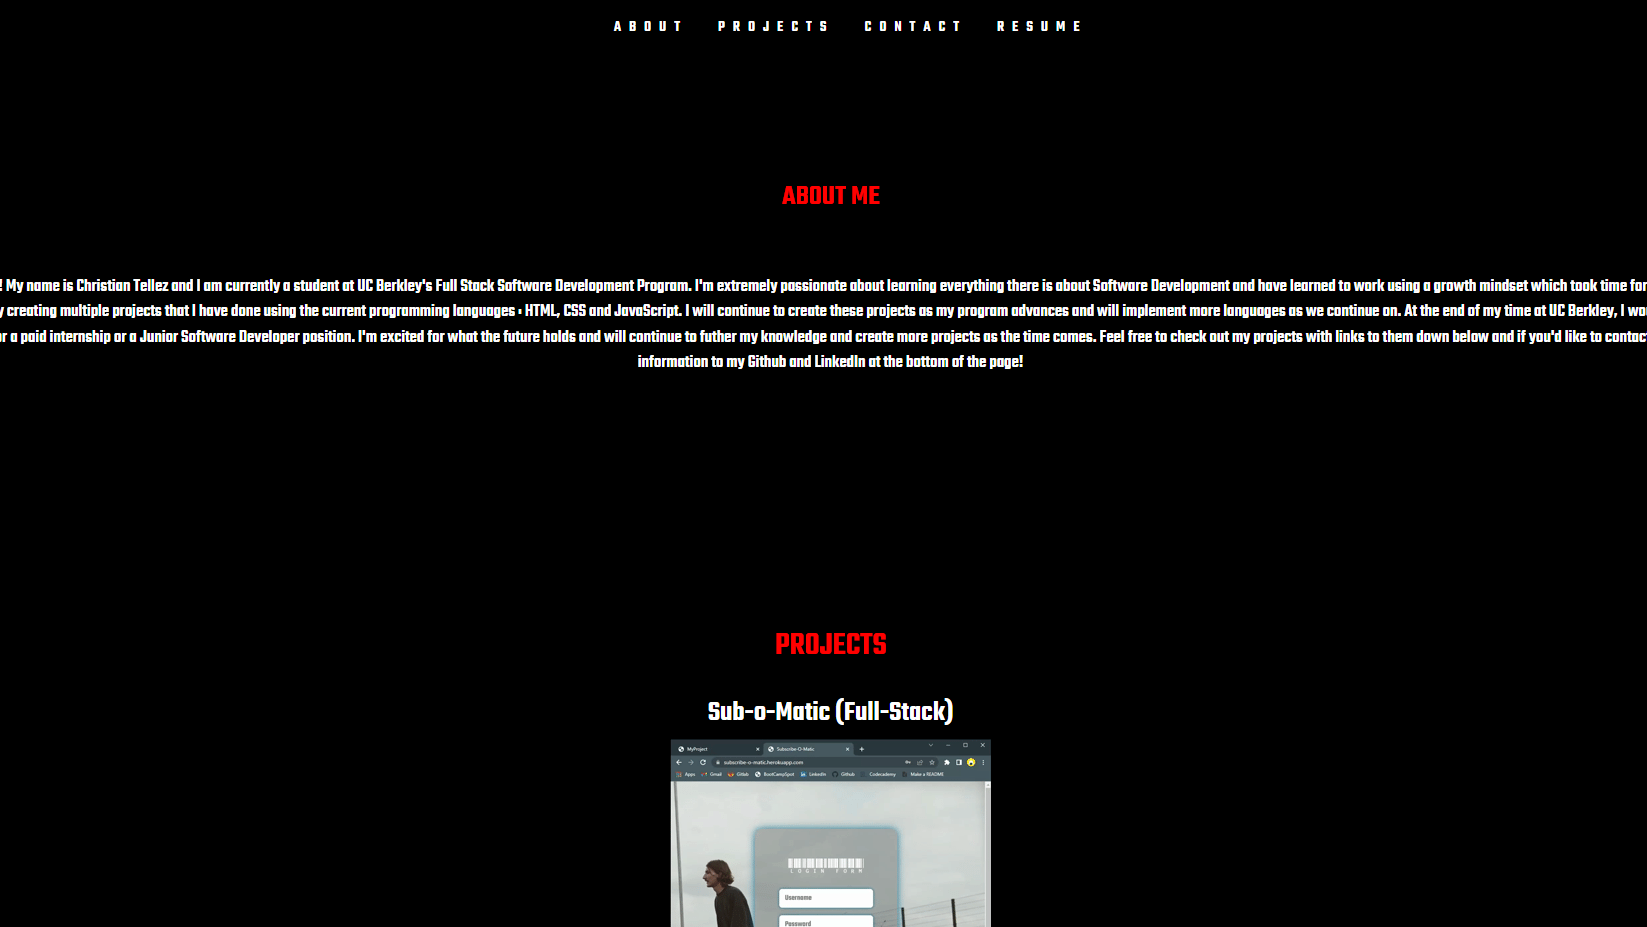 ABOUT PROJECTS CONTACT RESUME
ABOUT ME
! My name is Christian Tellez and I am currently a student at UC Berkley's Full Stack Software Development Program. I'm extremely passionate about learning everything there is about Software Development and have learned to work using a growth mindset which took time for
y creating multiple projects that I have done using the current programming languages : HTML, CSS and JavaScript. I will continue to create these projects as my program advances and will implement more languages as we continue on. At the end of my time at UC Berkley, I wo
or a paid internship or a Junior Software Developer position. I'm excited for what the future holds and will continue to futher my knowledge and create more projects as the time comes. Feel free to check out my projects with links to them down below and if you'd like to contac
information to my Github and LinkedIn at the bottom of the page!
PROJECTS
Sub-o-Matic (Full-Stack)
MyProject Subscribe-O-Matic
subscribe-o-matic.herokuapp.com
Apps Gmail Gitlab BootCampSpot LinkedIn Github Codecademy Make a README
LOGIN FORM
Username
Password